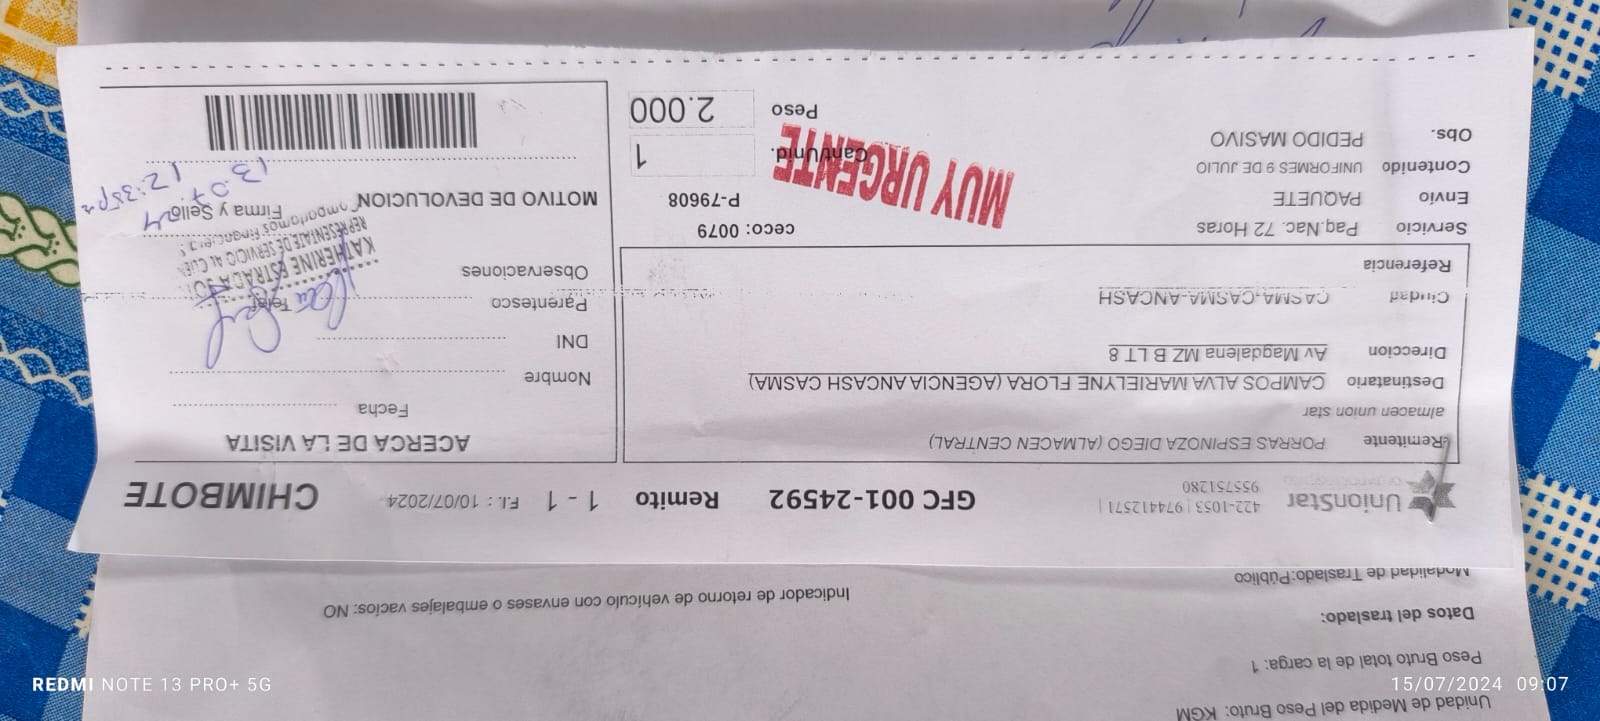 UnionStar
422-1053 | 974412571 |
955751280
GFC 001-24592 Remito 1 - 1 F.I. : 10/07/2024 CHIMBOTE
Remitente PORRAS ESPINOZA DIEGO (ALMACEN CENTRAL)
almacen union star
Destinatario CAMPOS ALVA MARIELYNE FLORA (AGENCIA ANCASH CASMA)
Direccion Av Magdalena MZ B LT 8
Ciudad CASMA-CASMA-ANCASH
Referencia
Servicio Paq.Nac. 72 Horas ceco: 0079
Envio PAQUETE P-79608
Contenido UNIFORMES 9 DE JULIO
Obs. PEDIDO MASIVO
Cant/Unid. 1
Peso 2.000
MUY URGENTE
ACERCA DE LA VISITA
Fecha
Nombre
DNI
Parentesco Telef
Observaciones
KATHERINE ESTRADA
REPRESENTATE DE SERVICIO AL
Compartamos Financiera
MOTIVO DE DEVOLUCION Firma y Sello
13.07.24
12:35pm
Modalidad de Traslado:Público
Indicador de retorno de vehículo con envases o embalajes vacíos: NO
Datos del traslado:
Peso Bruto total de la carga: 1
Unidad de Medida del Peso Bruto: KGM
REDMI NOTE 13 PRO+ 5G
15/07/2024 09:07